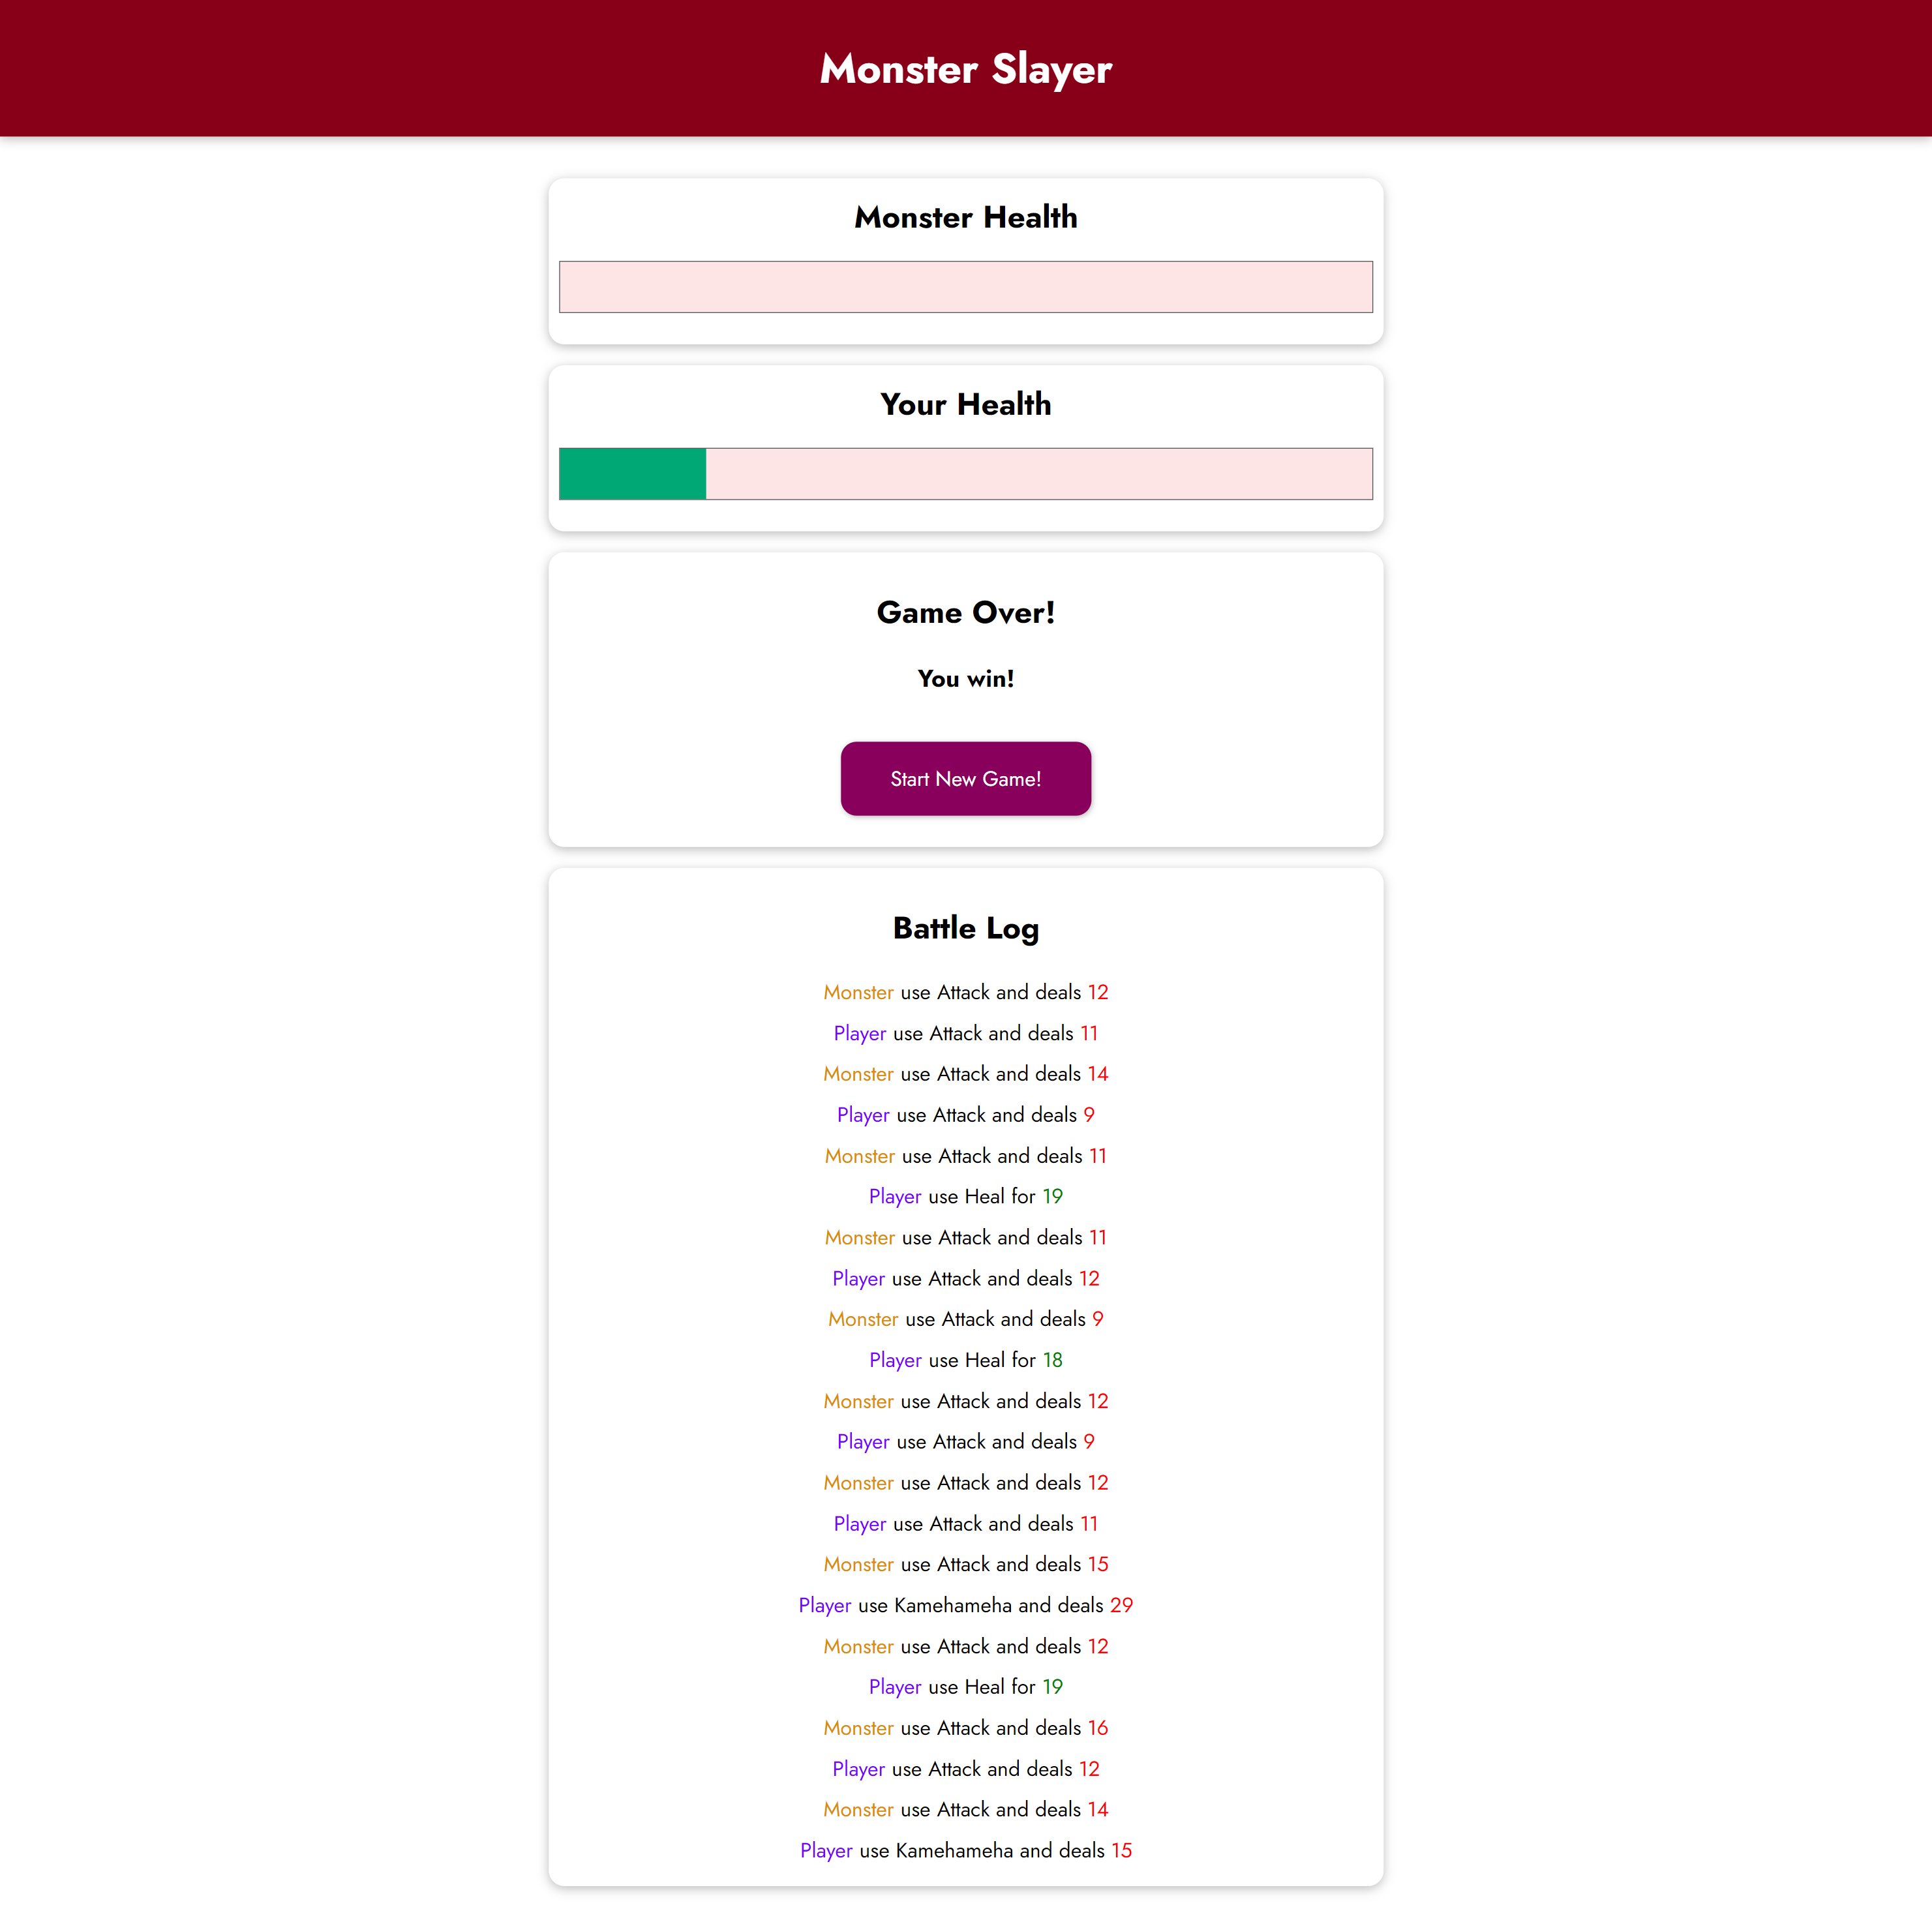 Monster Slayer
Monster Health
Your Health
Game Over!
You win!
Start New Game!
Battle Log
Monster use Attack and deals 12
Player use Attack and deals 11
Monster use Attack and deals 14
Player use Attack and deals 9
Monster use Attack and deals 11
Player use Heal for 19
Monster use Attack and deals 11
Player use Attack and deals 12
Monster use Attack and deals 9
Player use Heal for 18
Monster use Attack and deals 12
Player use Attack and deals 9
Monster use Attack and deals 12
Player use Attack and deals 11
Monster use Attack and deals 15
Player use Kamehameha and deals 29
Monster use Attack and deals 12
Player use Heal for 19
Monster use Attack and deals 16
Player use Attack and deals 12
Monster use Attack and deals 14
Player use Kamehameha and deals 15